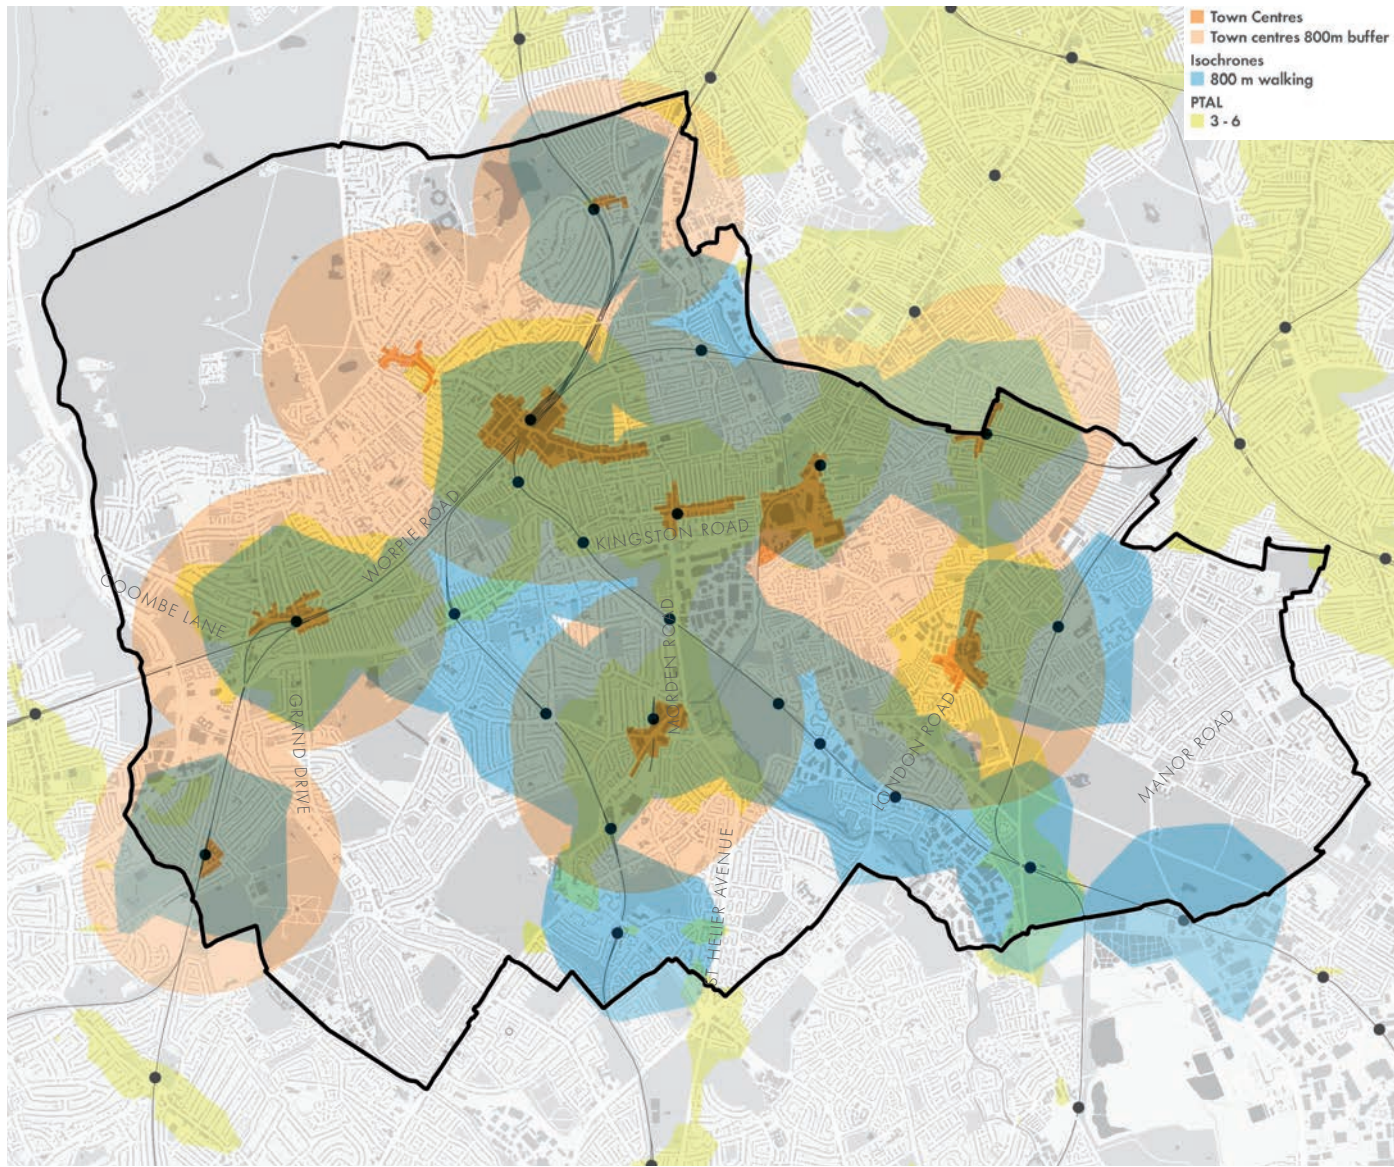 Town Centres
Town centres 800m buffer
Isochrones
800 m walking
PTAL
3 - 6
WORPLE ROAD
KINGSTON ROAD
COOMBE LANE
GRAND DRIVE
MORDEN ROAD
LONDON ROAD
MANOR ROAD
ST HELIER AVENUE